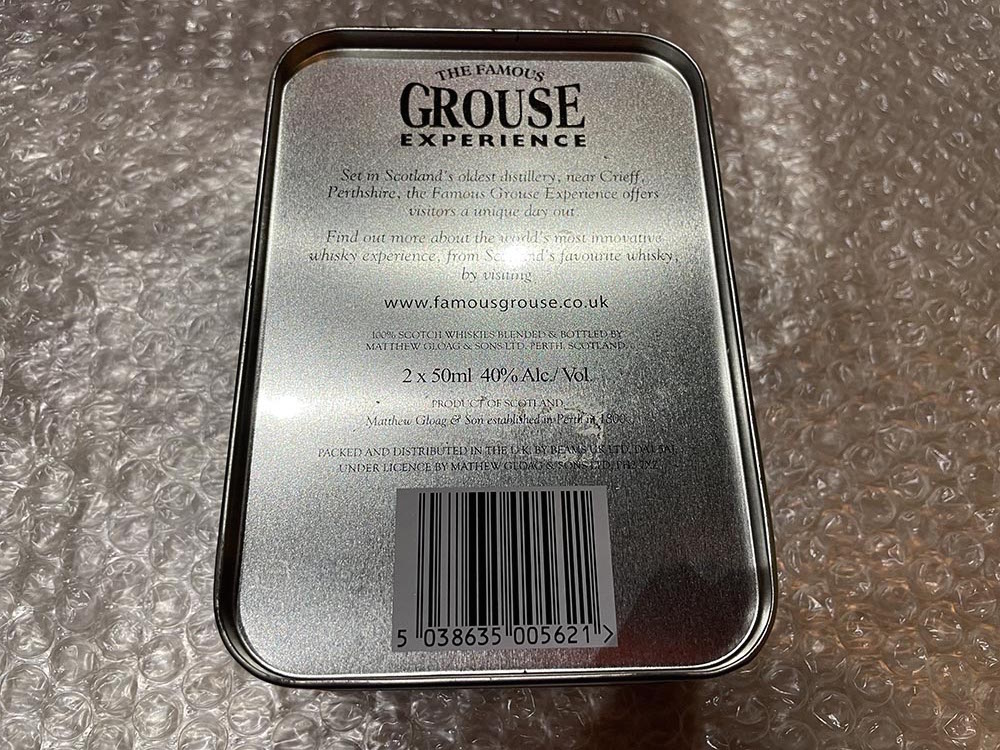 THE FAMOUS
GROUSE
EXPERIENCE
Set in Scotland's oldest distillery, near Crieff,
Perthshire, the Famous Grouse Experience offers
visitors a unique day out.
Find out more about the world's most innovative
whisky experience, from Scotland's favourite whisky,
by visiting
www.famousgrouse.co.uk
100% SCOTCH WHISKIES BLENDED & BOTTLED BY
MATTHEW GLOAG & SONS LTD, PERTH, SCOTLAND.
2 x 50ml 40% Alc./ Vol.
PRODUCT OF SCOTLAND
Matthew Gloag & Son established in Perth in 1800
PACKED AND DISTRIBUTED IN THE U.K. BY BEAMS UK LTD,
UNDER LICENCE BY MATHEW GLOAG & SONS LTD,
5 038635 005621 >